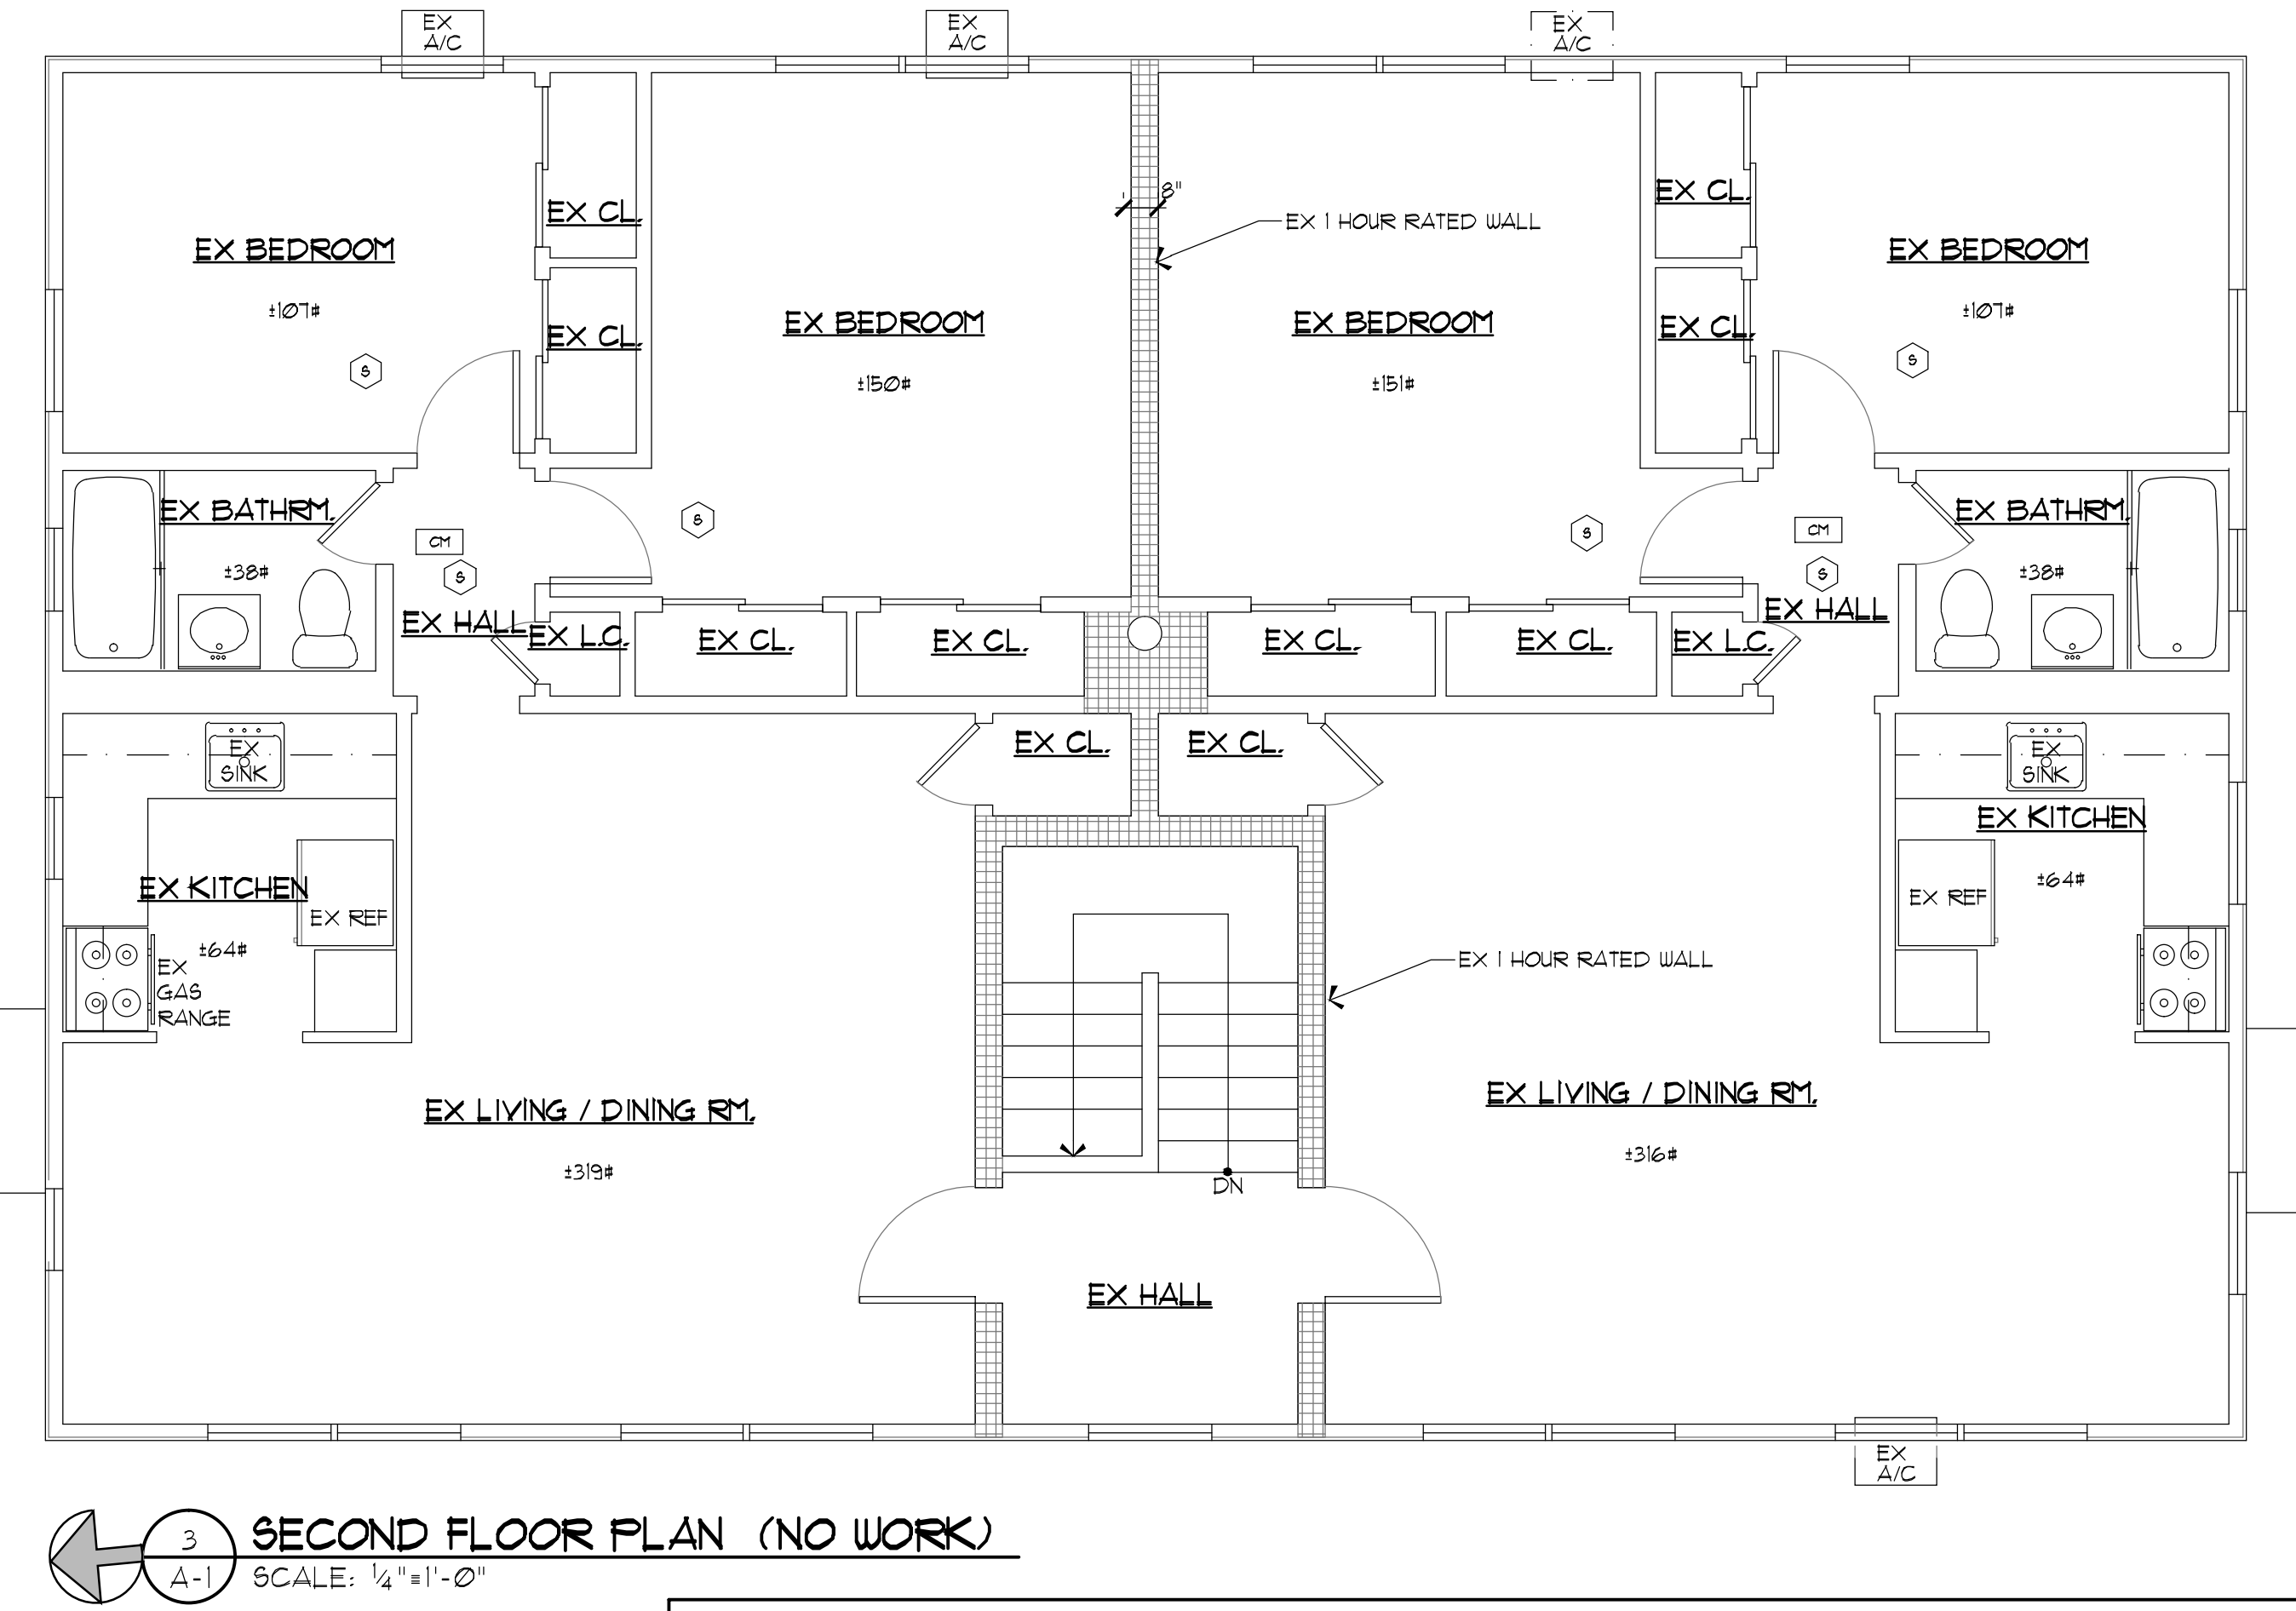 EX
A/C
EX
A/C
EX
A/C
EX CL.
EX CL.
8"
EX 1 HOUR RATED WALL
EX BEDROOM
±107#
EX BEDROOM
±107#
EX CL.
EX CL.
EX BEDROOM
±150#
EX BEDROOM
±151#
S
S
S
S
EX BATHRM.
±38#
EX BATHRM.
±38#
CM
S
CM
S
EX HALL
EX L.C.
EX CL.
EX CL.
EX CL.
EX CL.
EX L.C.
EX HALL
EX
SINK
EX CL.
EX CL.
EX
SINK
EX KITCHEN
±64#
EX REF
EX
GAS
RANGE
EX KITCHEN
±64#
EX REF
EX 1 HOUR RATED WALL
EX LIVING / DINING RM.
±319#
EX LIVING / DINING RM.
±316#
DN
EX HALL
EX
A/C
3
A-1
SECOND FLOOR PLAN (NO WORK)
SCALE: 1/4"=1'-0"